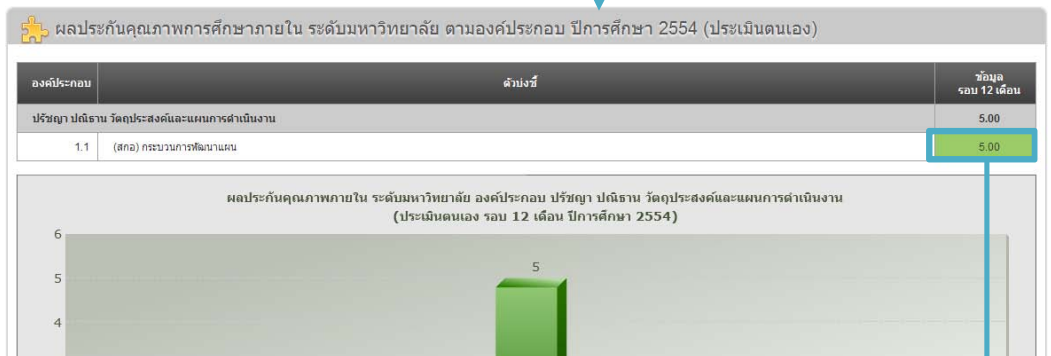 ผลประกันคุณภาพการศึกษาภายใน ระดับมหาวิทยาลัย ตามองค์ประกอบ ปีการศึกษา 2554 (ประเมินตนเอง)
องค์ประกอบ ตัวบ่งชี้ ข้อมูล
รอบ 12 เดือน
ปรัชญา ปณิธาน วัตถุประสงค์และแผนการดำเนินงาน 5.00
1.1 (สกอ) กระบวนการพัฒนาแผน 5.00
ผลประกันคุณภาพภายใน ระดับมหาวิทยาลัย องค์ประกอบ ปรัชญา ปณิธาน วัตถุประสงค์และแผนการดำเนินงาน
(ประเมินตนเอง รอบ 12 เดือน ปีการศึกษา 2554)
6
5
5
4